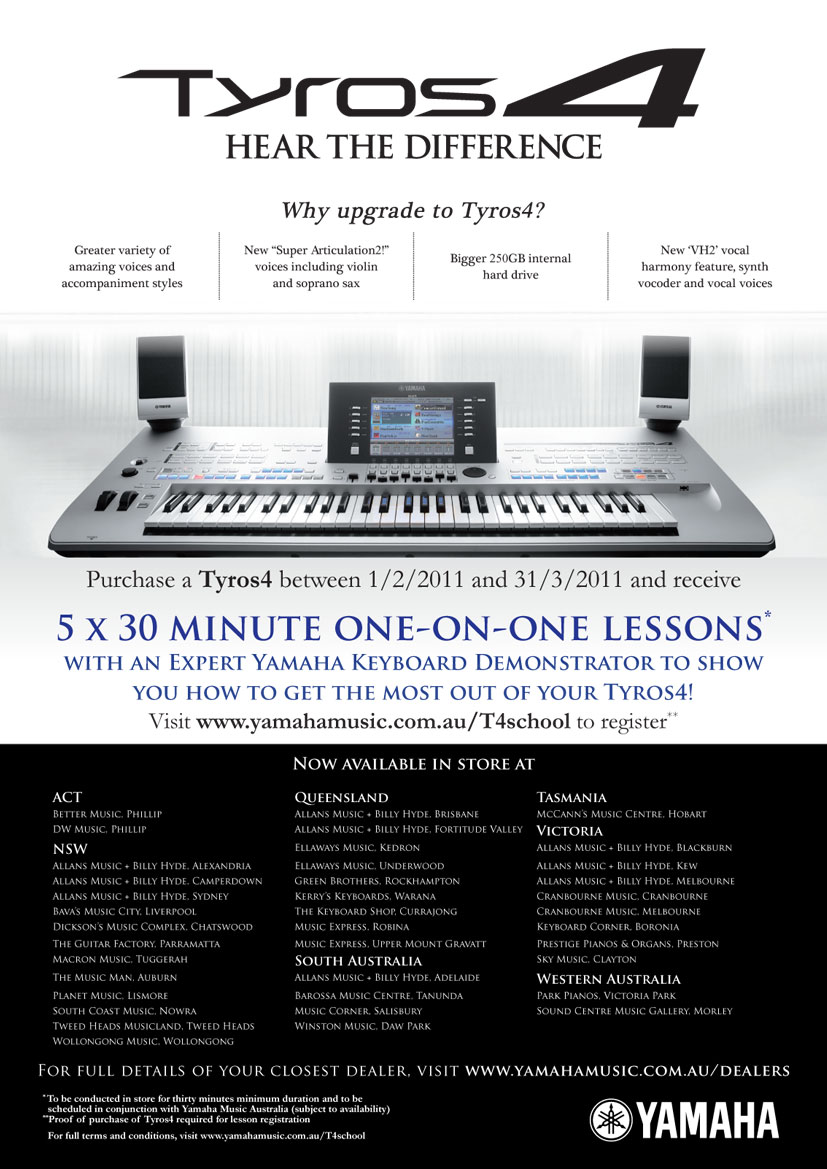 Tyros4
HEAR THE DIFFERENCE
Why upgrade to Tyros4?
Greater variety of
amazing voices and
accompaniment styles
New “Super Articulation2!”
voices including violin
and soprano sax
Bigger 250GB internal
hard drive
New ‘VH2’ vocal
harmony feature, synth
vocoder and vocal voices
YAMAHA
Purchase a Tyros4 between 1/2/2011 and 31/3/2011 and receive
5 x 30 minute one-on-one lessons*
with an Expert Yamaha Keyboard Demonstrator to show
you how to get the most out of your Tyros4!
Visit www.yamahamusic.com.au/T4school to register**
Now available in store at
ACT
Better Music, Phillip
DW Music, Phillip
NSW
Allans Music + Billy Hyde, Alexandria
Allans Music + Billy Hyde, Camperdown
Allans Music + Billy Hyde, Sydney
Bava's Music City, Liverpool
Dickson's Music Complex, Chatswood
The Guitar Factory, Parramatta
Macron Music, Tuggerah
The Music Man, Auburn
Planet Music, Lismore
South Coast Music, Nowra
Tweed Heads Musicland, Tweed Heads
Wollongong Music, Wollongong
Queensland
Allans Music + Billy Hyde, Brisbane
Allans Music + Billy Hyde, Fortitude Valley
Ellaways Music, Kedron
Ellaways Music, Underwood
Green Brothers, Rockhampton
Kerry's Keyboards, Warana
The Keyboard Shop, Currajong
Music Express, Robina
Music Express, Upper Mount Gravatt
South Australia
Allans Music + Billy Hyde, Adelaide
Barossa Music Centre, Tanunda
Music Corner, Salisbury
Winston Music, Daw Park
Tasmania
McCann's Music Centre, Hobart
Victoria
Allans Music + Billy Hyde, Blackburn
Allans Music + Billy Hyde, Kew
Allans Music + Billy Hyde, Melbourne
Cranbourne Music, Cranbourne
Cranbourne Music, Melbourne
Keyboard Corner, Boronia
Prestige Pianos & Organs, Preston
Sky Music, Clayton
Western Australia
Park Pianos, Victoria Park
Sound Centre Music Gallery, Morley
For full details of your closest dealer, visit www.yamahamusic.com.au/dealers
*To be conducted in store for thirty minutes minimum duration and to be
scheduled in conjunction with Yamaha Music Australia (subject to availability)
**Proof of purchase of Tyros4 required for lesson registration
For full terms and conditions, visit www.yamahamusic.com.au/T4school
YAMAHA